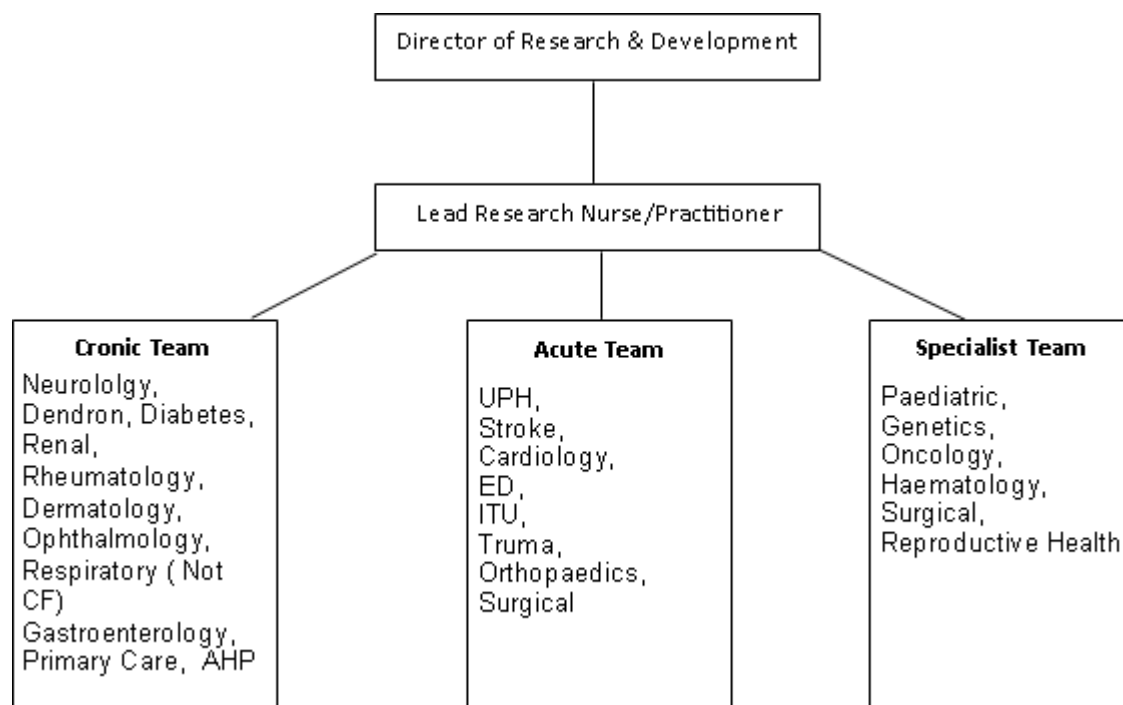 Director of Research & Development
Lead Research Nurse/Practitioner
Cronic Team
Neurololgy,
Dendron, Diabetes,
Renal,
Rheumatology,
Dermatology,
Ophthalmology,
Respiratory ( Not
CF)
Gastroenterology,
Primary Care, AHP
Acute Team
UPH,
Stroke,
Cardiology,
ED,
ITU,
Truma,
Orthopaedics,
Surgical
Specialist Team
Paediatric,
Genetics,
Oncology,
Haematology,
Surgical,
Reproductive Health